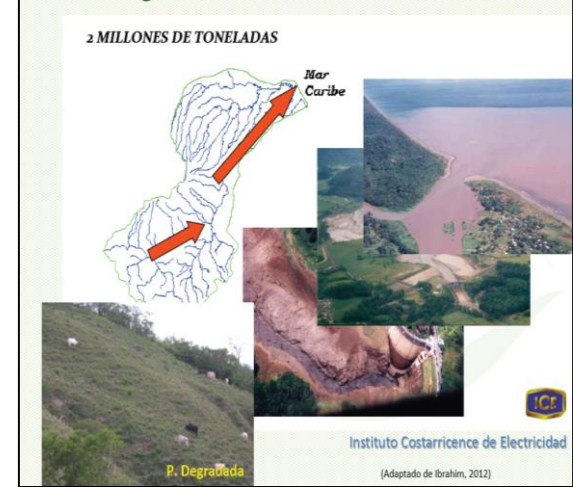 2 MILLONES DE TONELADAS
Mar
Caribe
P. Degradada
ICE
Instituto Costarricence de Electricidad
(Adaptado de Ibrahim, 2012)